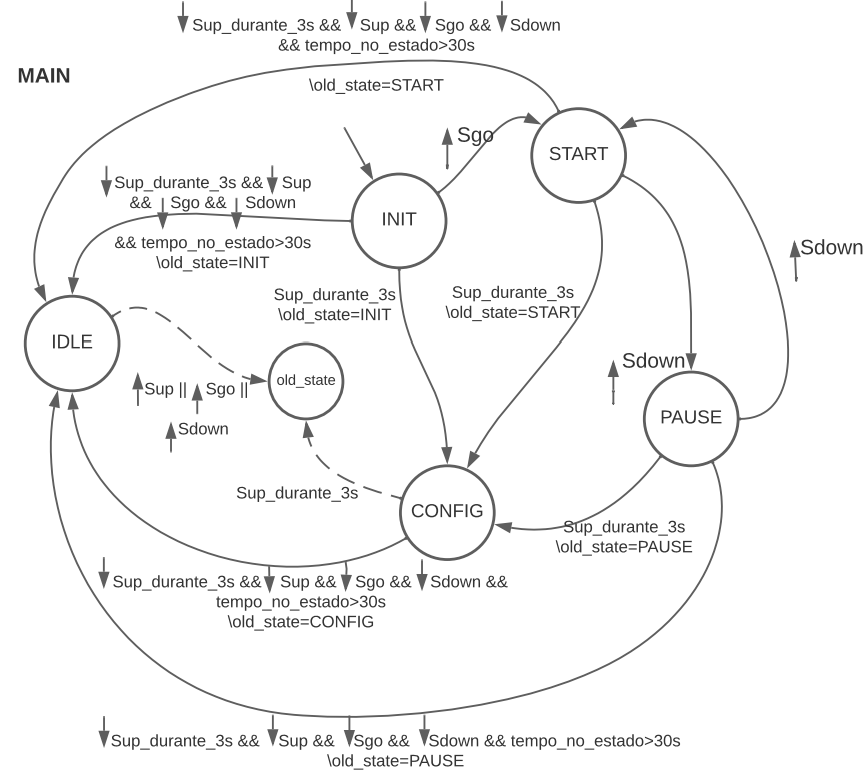 Sup_durante_3s && Sup && Sgo && Sdown
&& tempo_no_estado>30s
MAIN
\old_state=START
Sgo
START
Sup_durante_3s && Sup
&& Sgo && Sdown
INIT
&& tempo_no_estado>30s
\old_state=INIT
Sdown
Sup_durante_3s
\old_state=INIT
Sup_durante_3s
\old_state=START
IDLE
old_state
Sdown
Sup || Sgo ||
Sdown
PAUSE
Sup_durante_3s
CONFIG
Sup_durante_3s
\old_state=PAUSE
Sup_durante_3s && Sup && Sgo && Sdown &&
tempo_no_estado>30s
\old_state=CONFIG
Sup_durante_3s && Sup && Sgo && Sdown && tempo_no_estado>30s
\old_state=PAUSE